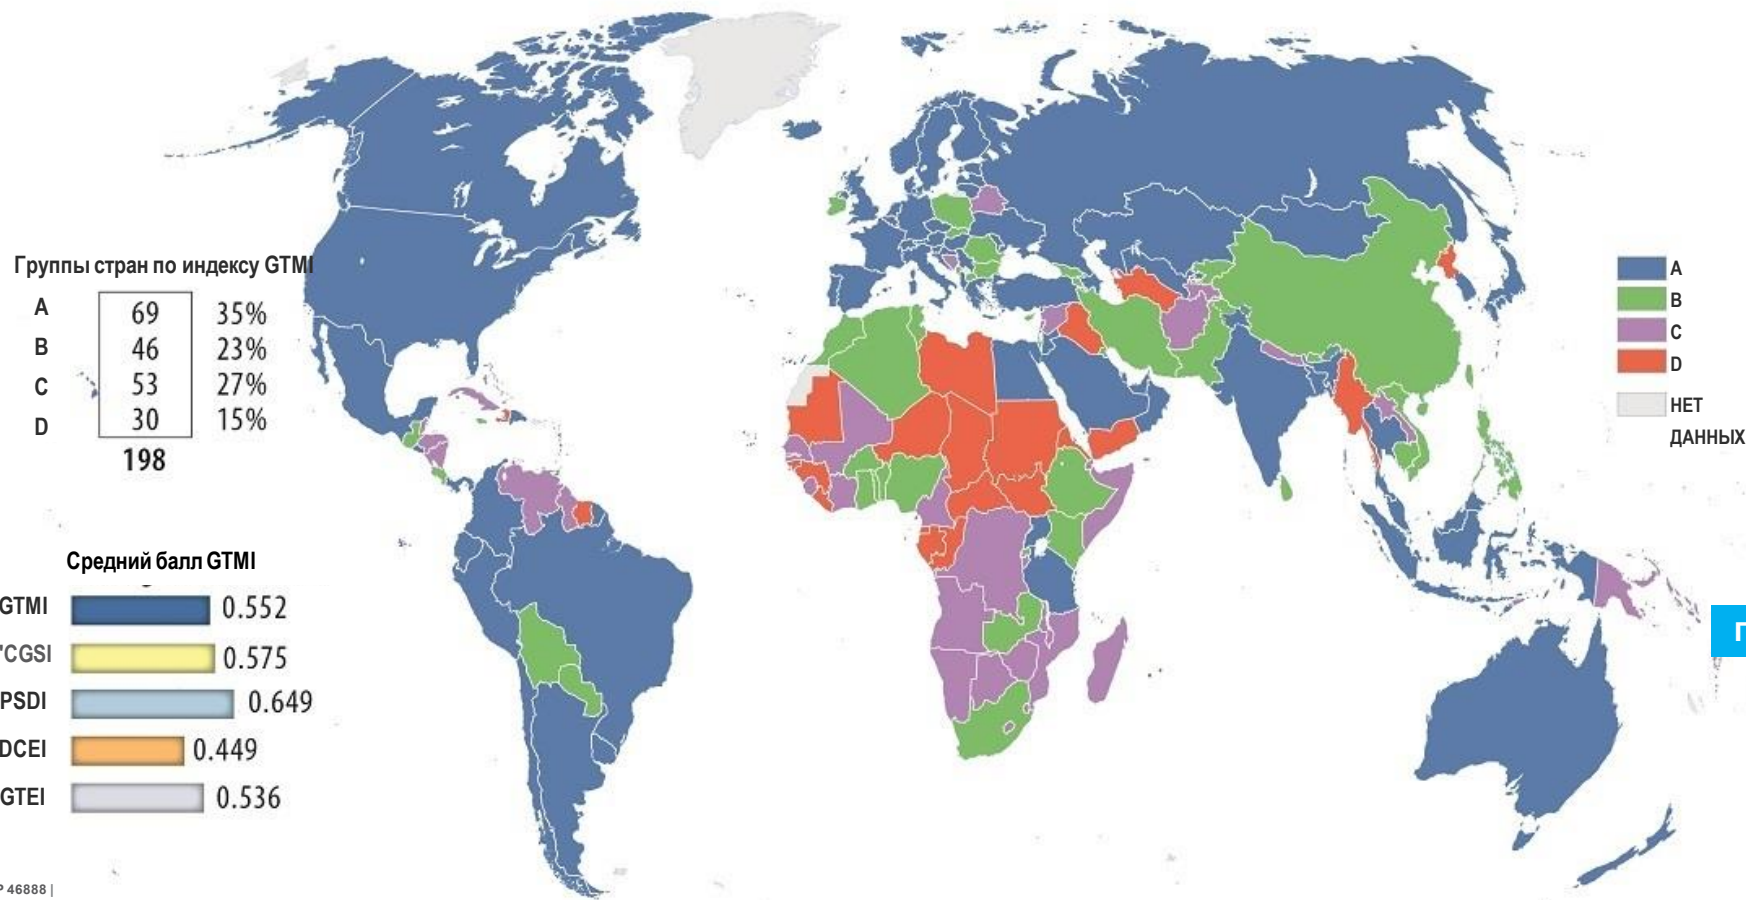 Группы стран по индексу GTMI
A 69 35%
B 46 23%
C 53 27%
D 30 15%
198
Средний балл GTMI
GTMI 0.552
'CGSI 0.575
PSDI 0.649
DCEI 0.449
GTEI 0.536
P 46888 |
A
B
C
D
НЕТ
ДАННЫХ